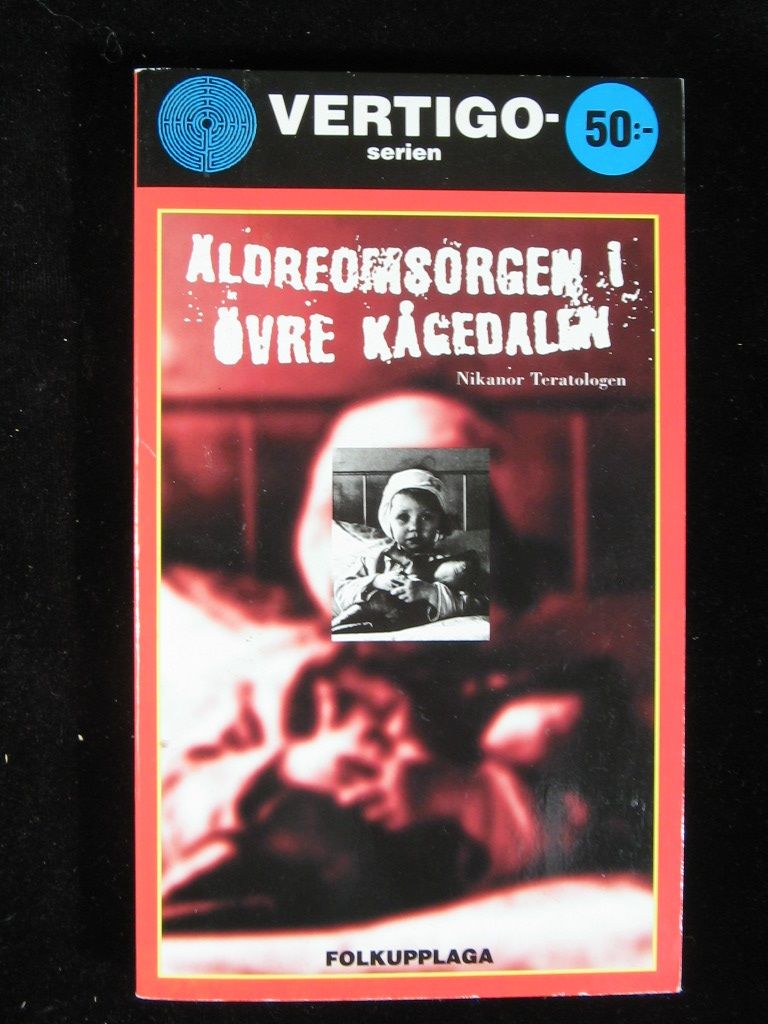 VERTIGO-
serien
50:-
ÄLDREOMSORGEN I
ÖVRE KÅGEDALEN
Nikanor Teratologen
FOLKUPPLAGA